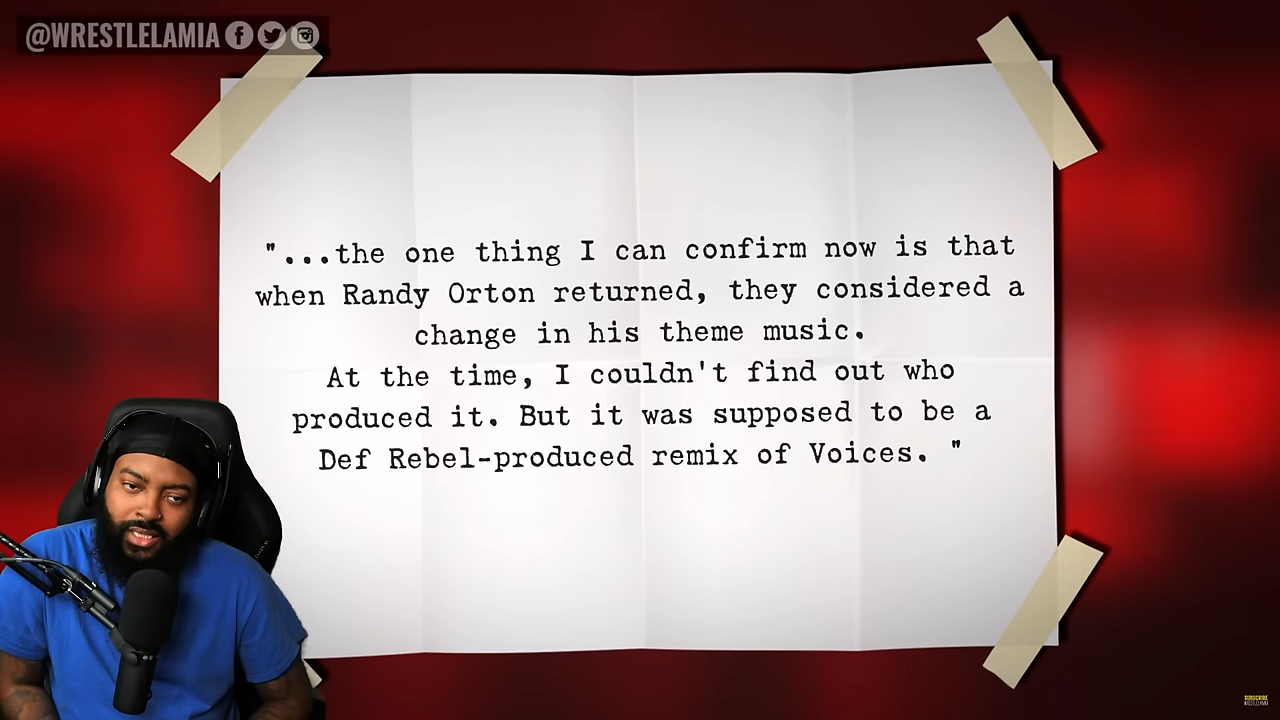 @WRESTLELAMIA
"...the one thing I can confirm now is that
when Randy Orton returned, they considered a
change in his theme music.
At the time, I couldn't find out who
produced it. But it was supposed to be a
Def Rebel-produced remix of Voices. "
SUBSCRIBE
WRESTLELAMIA